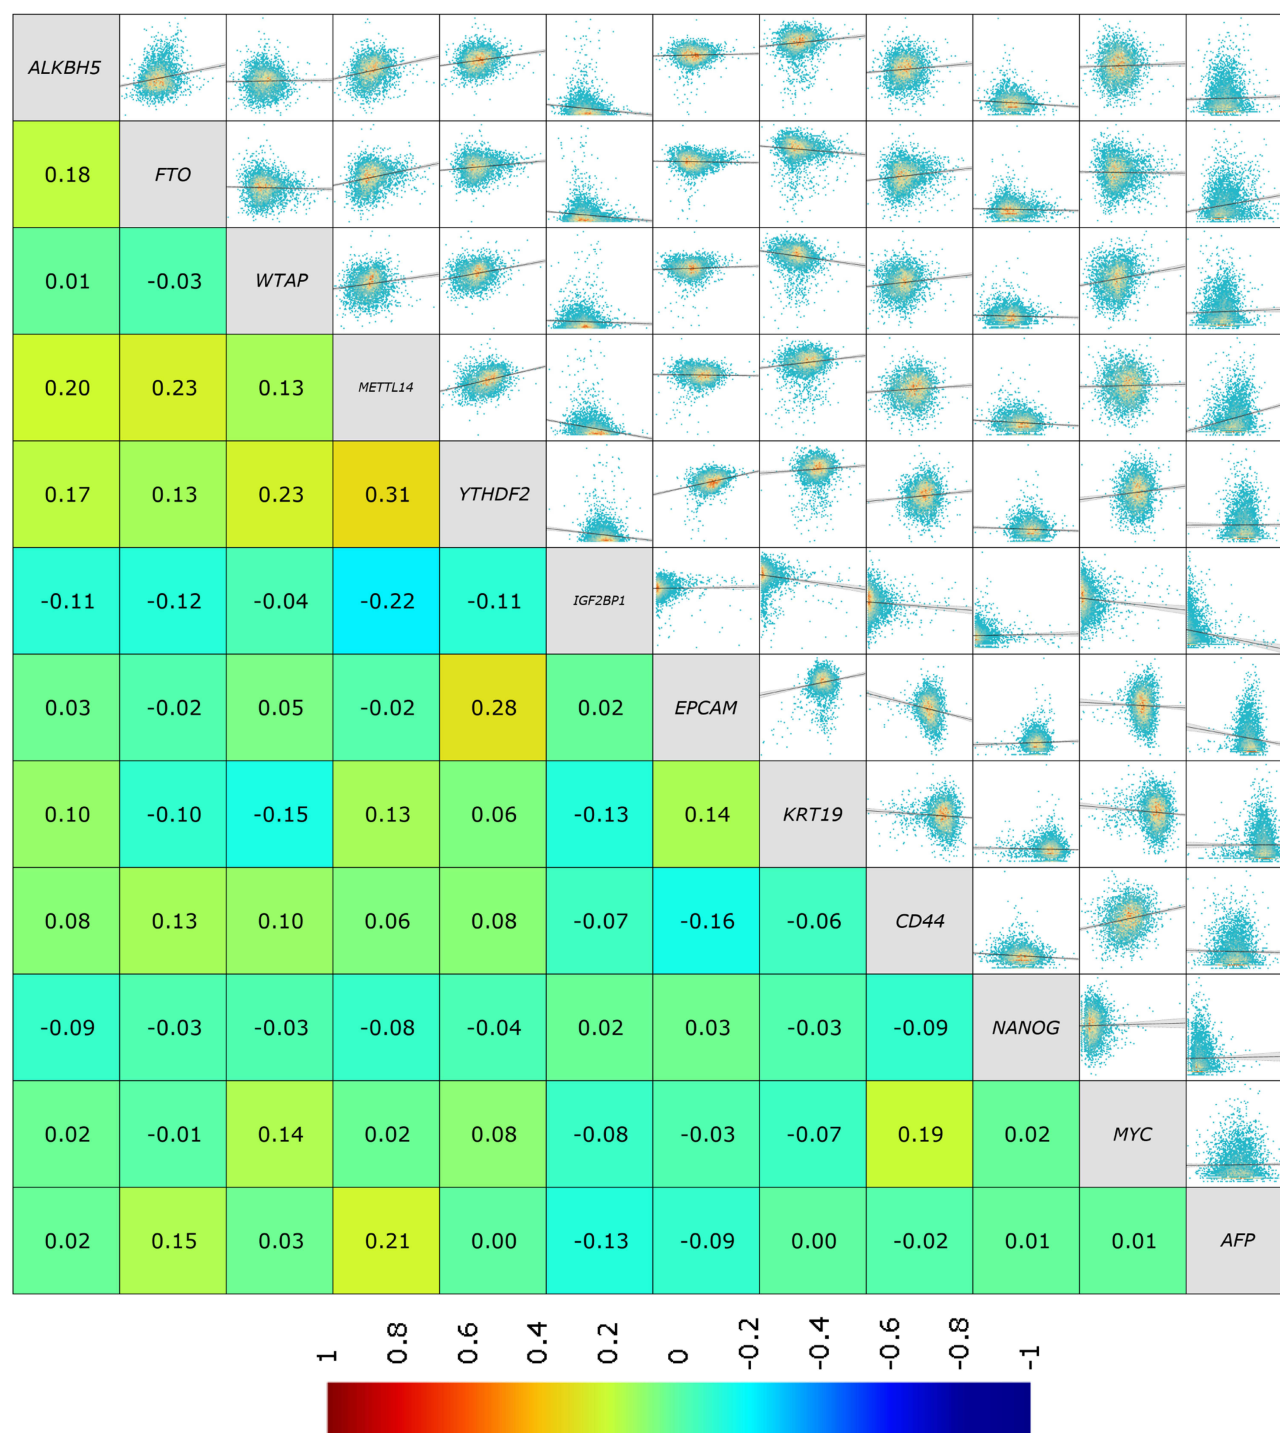 ALKBH5
0.18 FTO
0.01 -0.03 WTAP
0.20 0.23 0.13 METTL14
0.17 0.13 0.23 0.31 YTHDF2
-0.11 -0.12 -0.04 -0.22 -0.11 IGF2BP1
0.03 -0.02 0.05 -0.02 0.28 0.02 EPCAM
0.10 -0.10 -0.15 0.13 0.06 -0.13 0.14 KRT19
0.08 0.13 0.10 0.06 0.08 -0.07 -0.16 -0.06 CD44
-0.09 -0.03 -0.03 -0.08 -0.04 0.02 0.03 -0.03 -0.09 NANOG
0.02 -0.01 0.14 0.02 0.08 -0.08 -0.03 -0.07 0.19 0.02 MYC
0.02 0.15 0.03 0.21 0.00 -0.13 -0.09 0.00 -0.02 0.01 0.01 AFP
1 0.8 0.6 0.4 0.2 0 -0.2 -0.4 -0.6 -0.8 -1